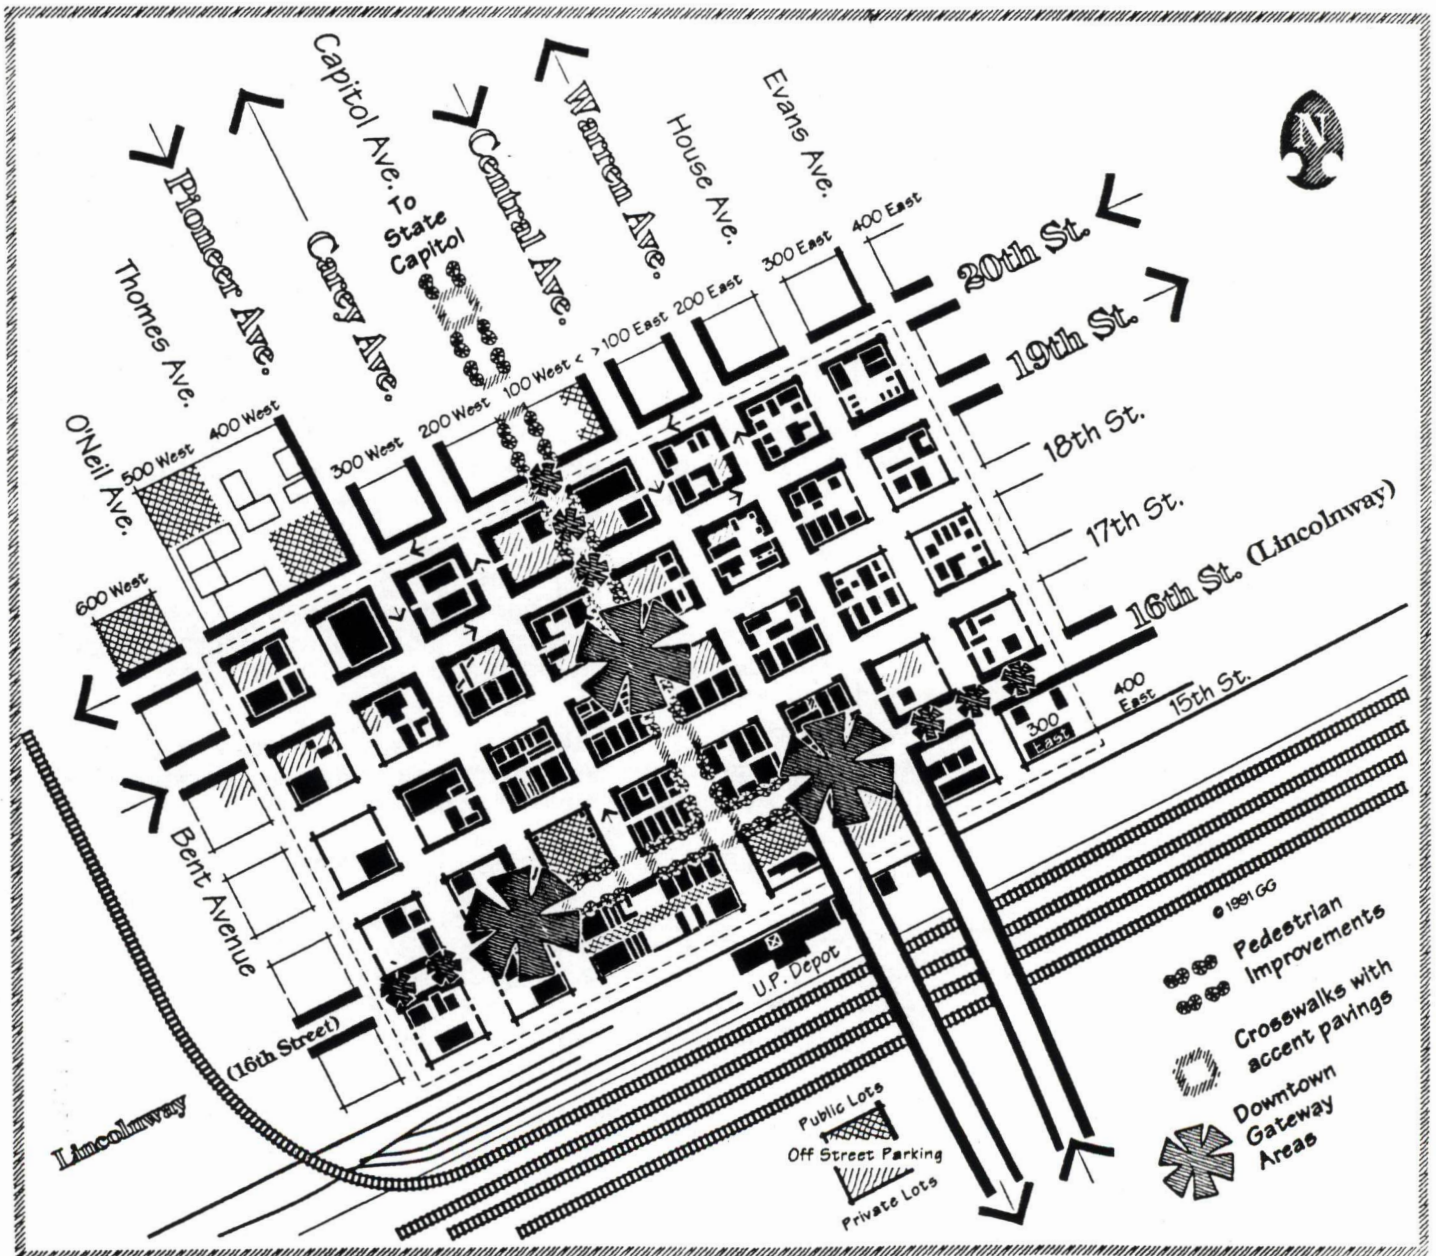 Capitol Ave. To
State
Capitol
Evans Ave.
House Ave.
Warren Ave.
Central Ave.
Pioneer Ave.
Carey Ave.
Thomes Ave.
O'Neil Ave.
N
400 East
300 East
200 East
100 West < > 100 East
200 West
300 West
400 West
500 West
600 West
20th St.
19th St.
18th St.
17th St.
16th St. (Lincolnway)
15th St.
400
East
300
East
Bent Avenue
(16th Street)
Lincolnway
U.P. Depot
© 1991 GG
Pedestrian
Improvements
Crosswalks with
accent pavings
Downtown
Gateway
Areas
Public Lots
Off Street Parking
Private Lots